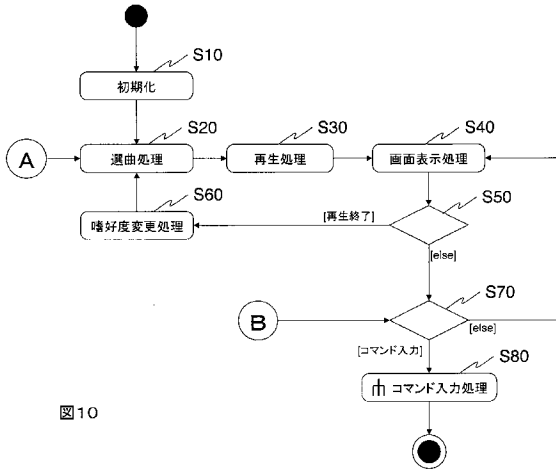 S10
初期化
S20
S30
S40
A
選曲処理
再生処理
画面表示処理
S60
S50
嗜好度変更処理
[再生終了]
[else]
S70
B
[else]
[コマンド入力]
S80
コマンド入力処理
図10